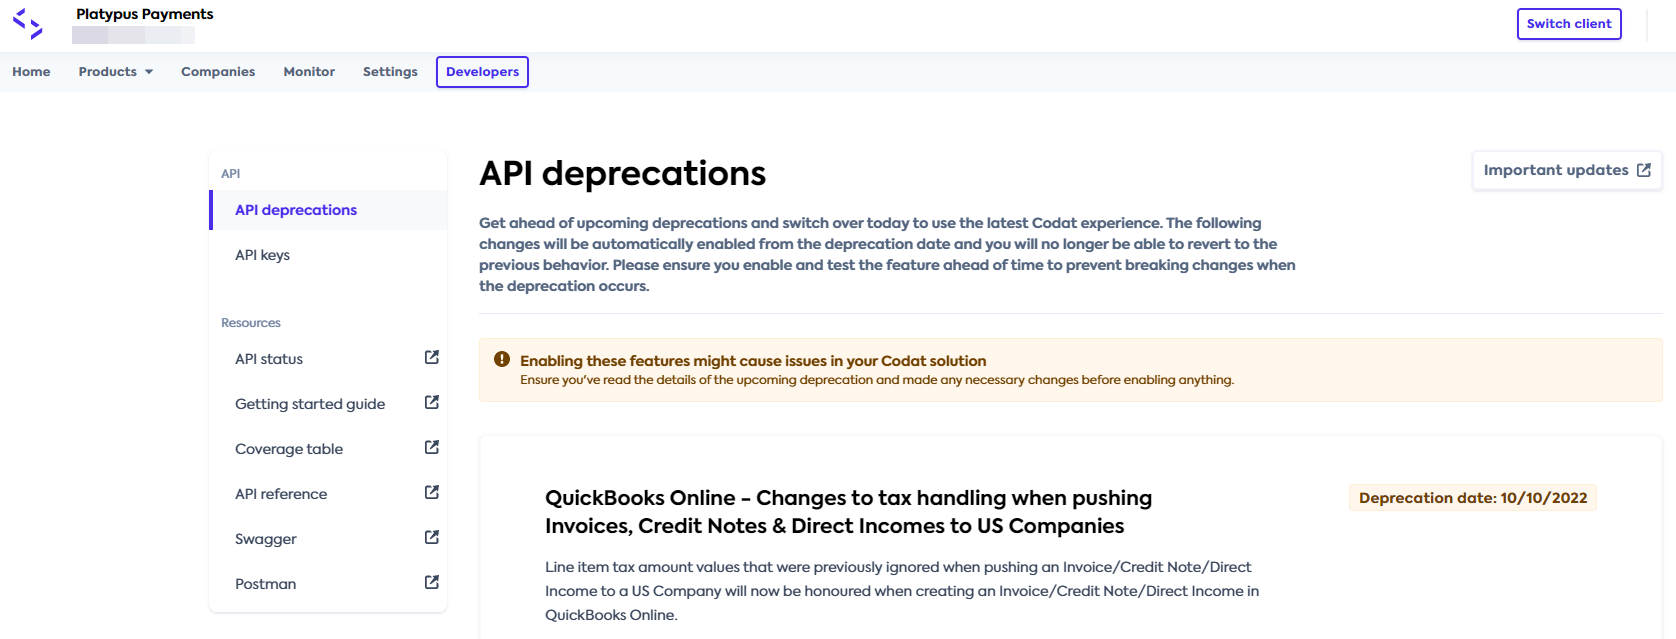 Platypus Payments
Switch client
Home Products Companies Monitor Settings Developers
API
API deprecations
API keys
Resources
API status
Getting started guide
Coverage table
API reference
Swagger
Postman
API deprecations
Important updates
Get ahead of upcoming deprecations and switch over today to use the latest Codat experience. The following
changes will be automatically enabled from the deprecation date and you will no longer be able to revert to the
previous behavior. Please ensure you enable and test the feature ahead of time to prevent breaking changes when
the deprecation occurs.
Enabling these features might cause issues in your Codat solution
Ensure you've read the details of the upcoming deprecation and made any necessary changes before enabling anything.
QuickBooks Online - Changes to tax handling when pushing
Invoices, Credit Notes & Direct Incomes to US Companies
Deprecation date: 10/10/2022
Line item tax amount values that were previously ignored when pushing an Invoice/Credit Note/Direct
Income to a US Company will now be honoured when creating an Invoice/Credit Note/Direct Income in
QuickBooks Online.